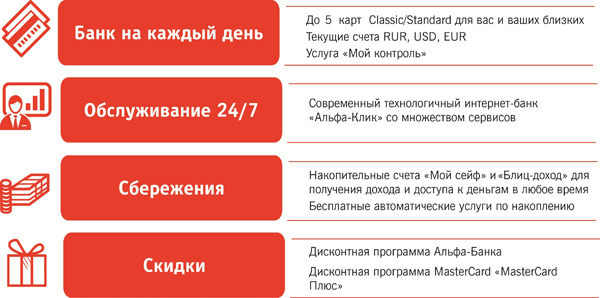 Банк на каждый день
До 5 карт Classic/Standard для вас и ваших близких
Текущие счета RUR, USD, EUR
Услуга «Мой контроль»
Обслуживание 24/7
Современный технологичный интернет-банк
«Альфа-Клик» со множеством сервисов
Сбережения
Накопительные счета «Мой сейф» и «Блиц-доход» для
получения дохода и доступа к деньгам в любое время
Бесплатные автоматические услуги по накоплению
Скидки
Дисконтная программа Альфа-Банка
Дисконтная программа MasterCard «MasterCard
Плюс»